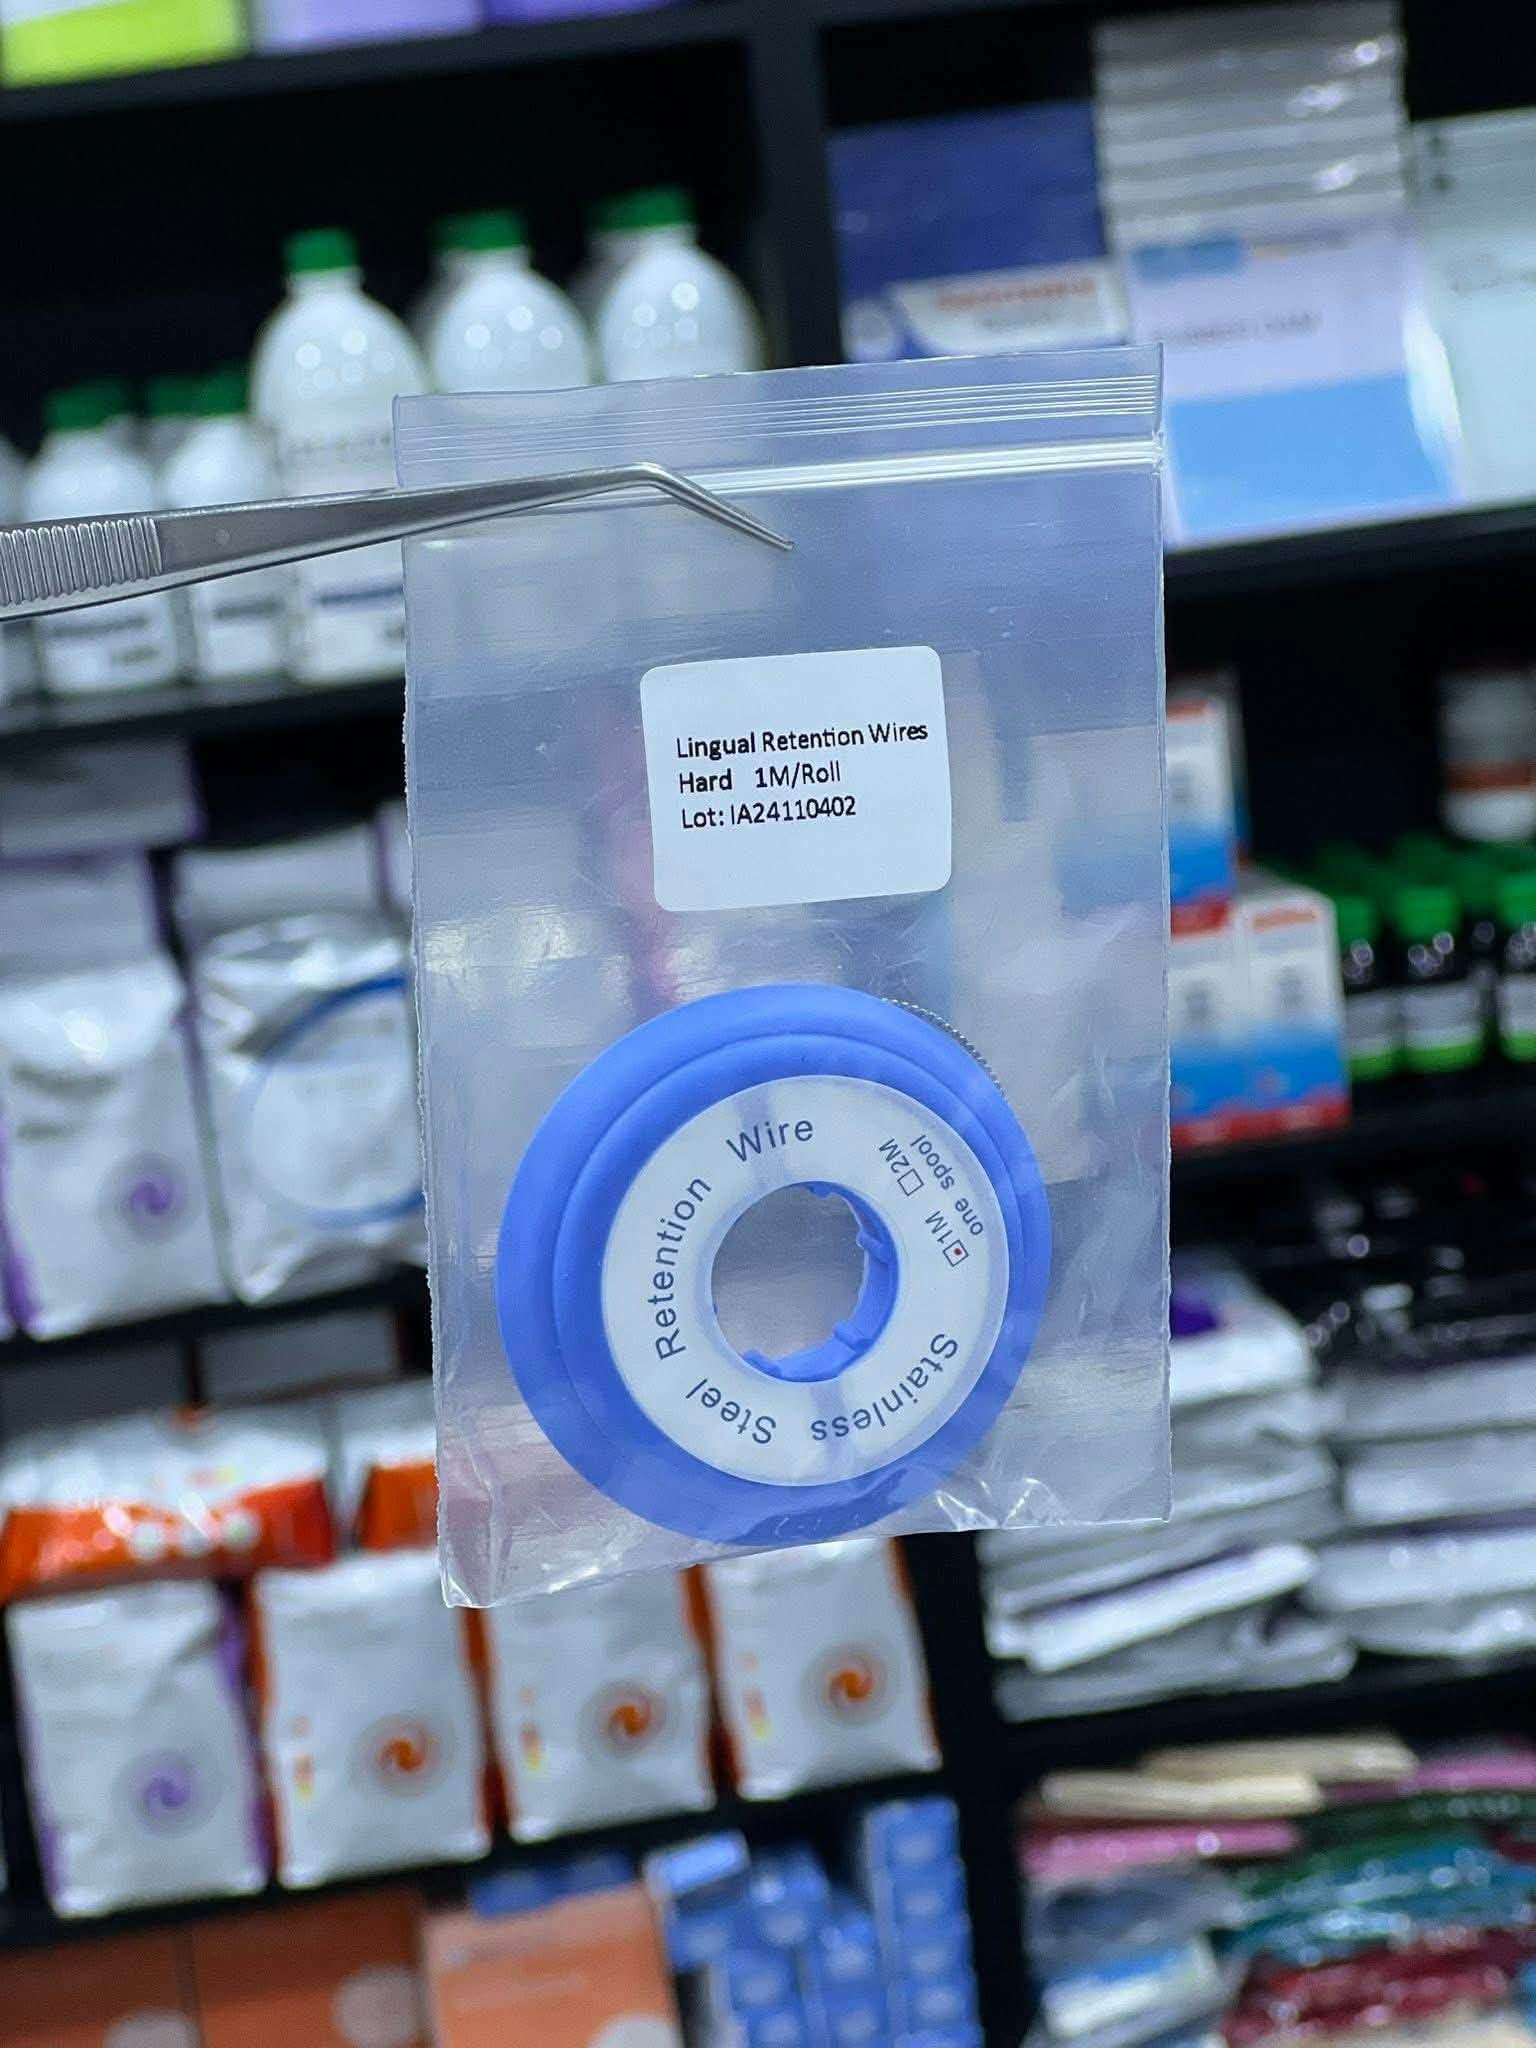 Lingual Retention Wires
Hard 1M/Roll
Lot: IA24110402
Stainless Steel Retention Wire
1M 2M
one spool